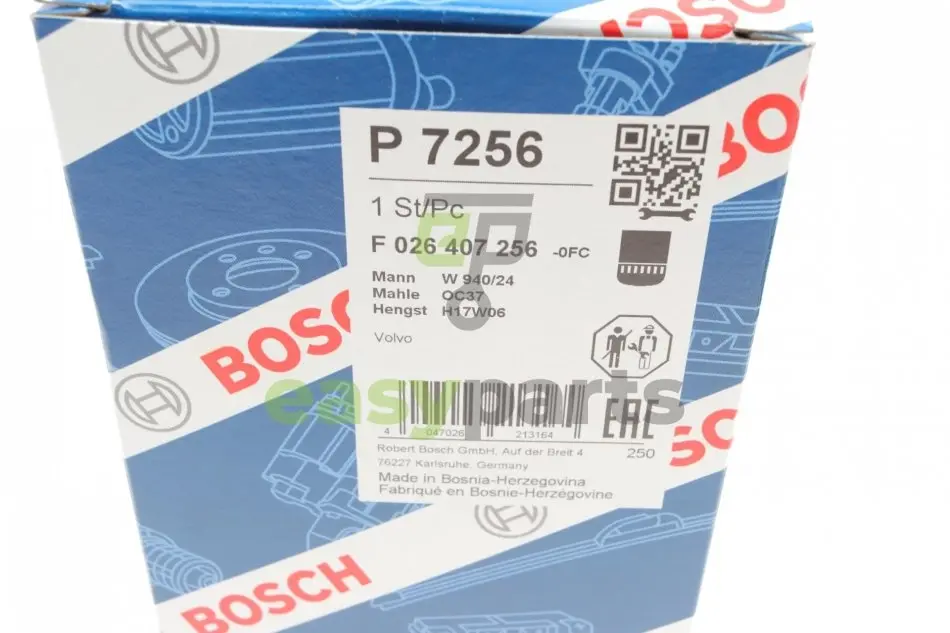 BOSCH
BOSCH
P 7256
1 St/Pc
F 026 407 256 -0FC
Mann W 940/24
Mahle OC37
Hengst H17W06
Volvo
BOSCH
easyparts
4 047026 213164
EAC
Robert Bosch GmbH, Auf der Breit 4
76227 Karlsruhe, Germany
250
Made in Bosnia-Herzegovina
Fabriqué en Bosnie-Herzégovine
BOSCH